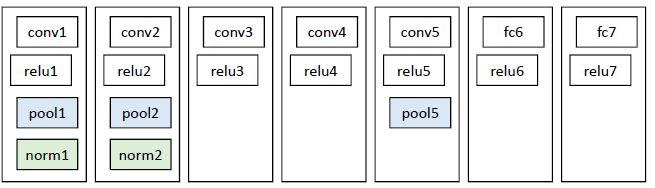 conv1 conv2 conv3 conv4 conv5 fc6 fc7
relu1 relu2 relu3 relu4 relu5 relu6 relu7
pool1 pool2 pool5
norm1 norm2